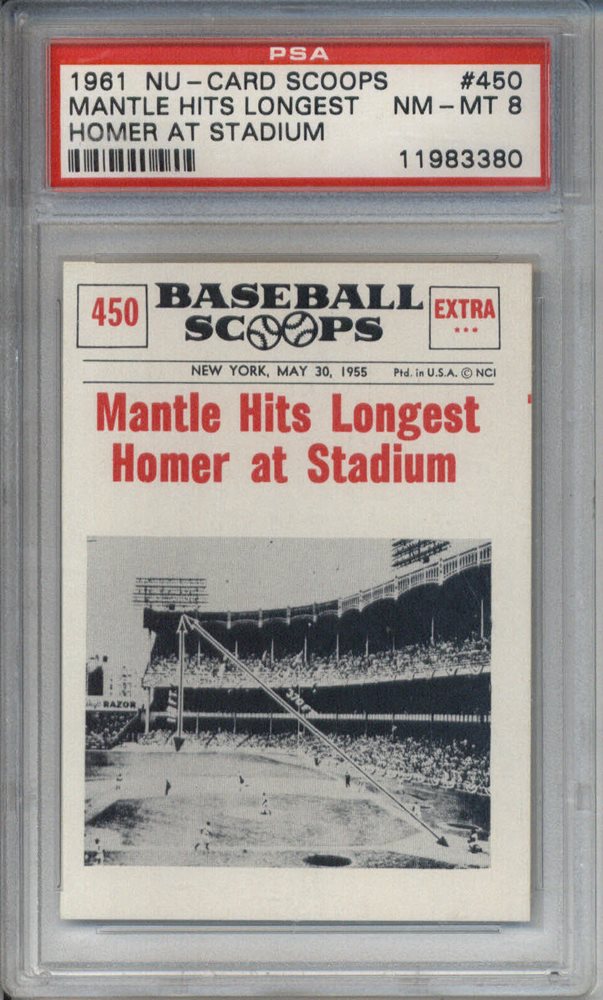 PSA
1961 NU-CARD SCOOPS #450
MANTLE HITS LONGEST NM-MT 8
HOMER AT STADIUM
11983380
450 BASEBALL SCOOPS EXTRA
NEW YORK, MAY 30, 1955 Ptd. in U.S.A. © NCI
Mantle Hits Longest
Homer at Stadium
RAZOR